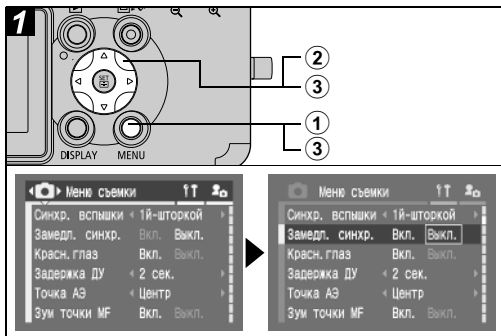 1
SET
DISPLAY MENU
2
3
1
3
Меню съемки
Синхр. вспышки 1й-шторкой
Замедл. синхр. Вкл. Выкл.
Красн.глаз Вкл. Выкл.
Задержка ДУ 2 сек.
Точка АЭ Центр
Зум точки MF Вкл. Выкл.
Меню съемки
Синхр. вспышки 1й-шторкой
Замедл. синхр. Вкл. Выкл.
Красн.глаз Вкл. Выкл.
Задержка ДУ 2 сек.
Точка АЭ Центр
Зум точки MF Вкл. Выкл.